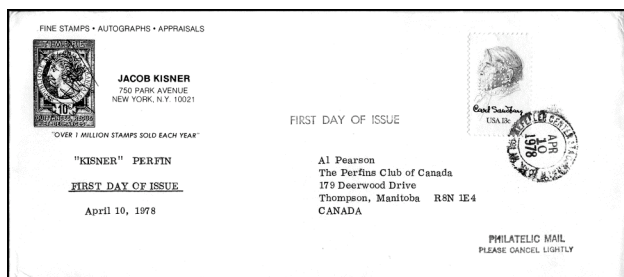 FINE STAMPS • AUTOGRAPHS • APPRAISALS
10
JACOB KISNER
750 PARK AVENUE
NEW YORK, N.Y. 10021
"OVER 1 MILLION STAMPS SOLD EACH YEAR"
"KISNER" PERFIN
FIRST DAY OF ISSUE
April 10, 1978
FIRST DAY OF ISSUE
Carl Sandburg
USA 13c
APR
10
1978
Al Pearson
The Perfins Club of Canada
179 Deerwood Drive
Thompson, Manitoba R8N 1E4
CANADA
PHILATELIC MAIL
PLEASE CANCEL LIGHTLY